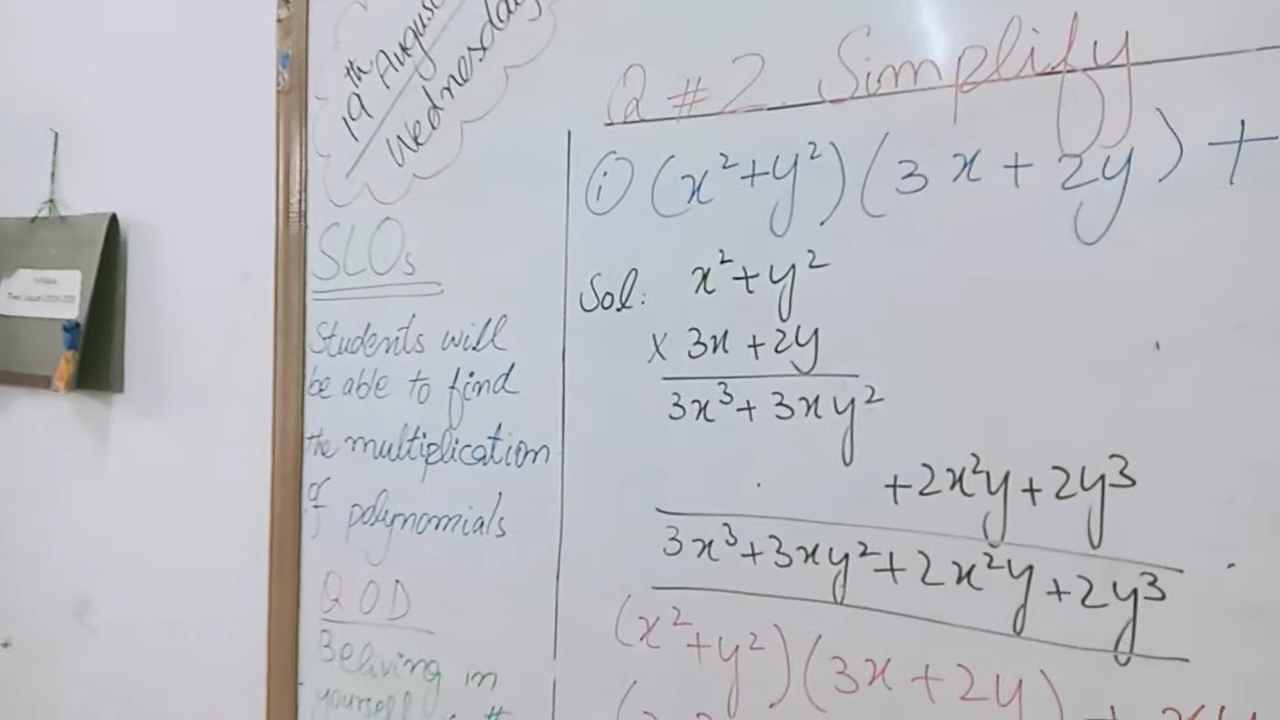 19th August
Wednesday
SLOs
Students will
be able to find
the multiplication
of polynomials.
QOD
Beliving in
yourself
Q #2. Simplify
i (x²+y²)(3x+2y) +
Sol: x²+y²
× 3x+2y
3x³+3xy²
+2x²y+2y³
3x³+3xy²+2x²y+2y³
(x²+y²)(3x+2y)